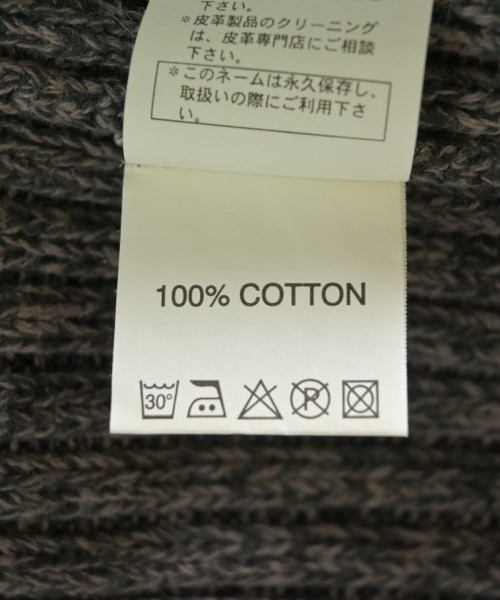 下さい。
*皮革製品のクリーニング
は、皮革専門店にご相談
下さい。
*このネームは永久保存し、
取扱いの際にご利用下さ
い。
100% COTTON
30°
P